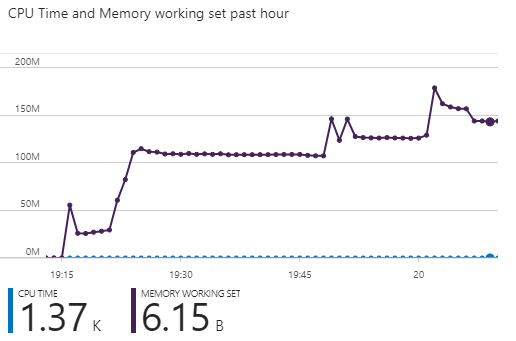 CPU Time and Memory working set past hour
200M
150M
100M
50M
0M
19:15 19:30 19:45 20
CPU TIME MEMORY WORKING SET
1.37 K 6.15 B